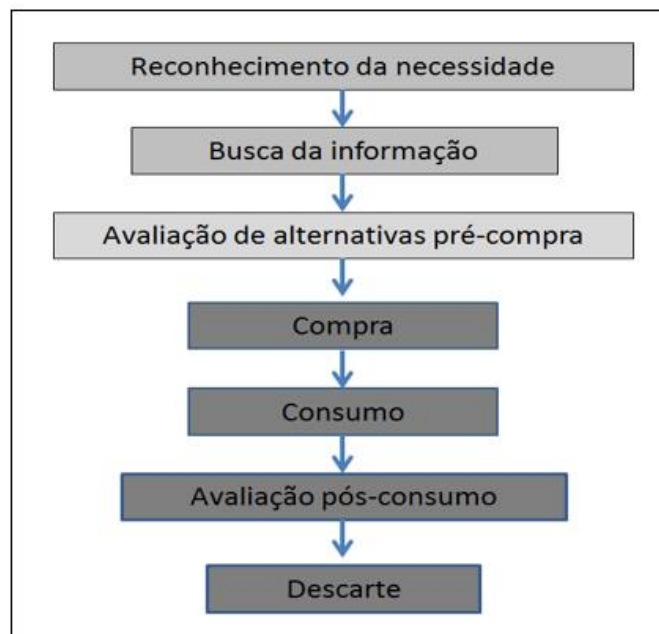 Reconhecimento da necessidade
Busca da informação
Avaliação de alternativas pré-compra
Compra
Consumo
Avaliação pós-consumo
Descarte